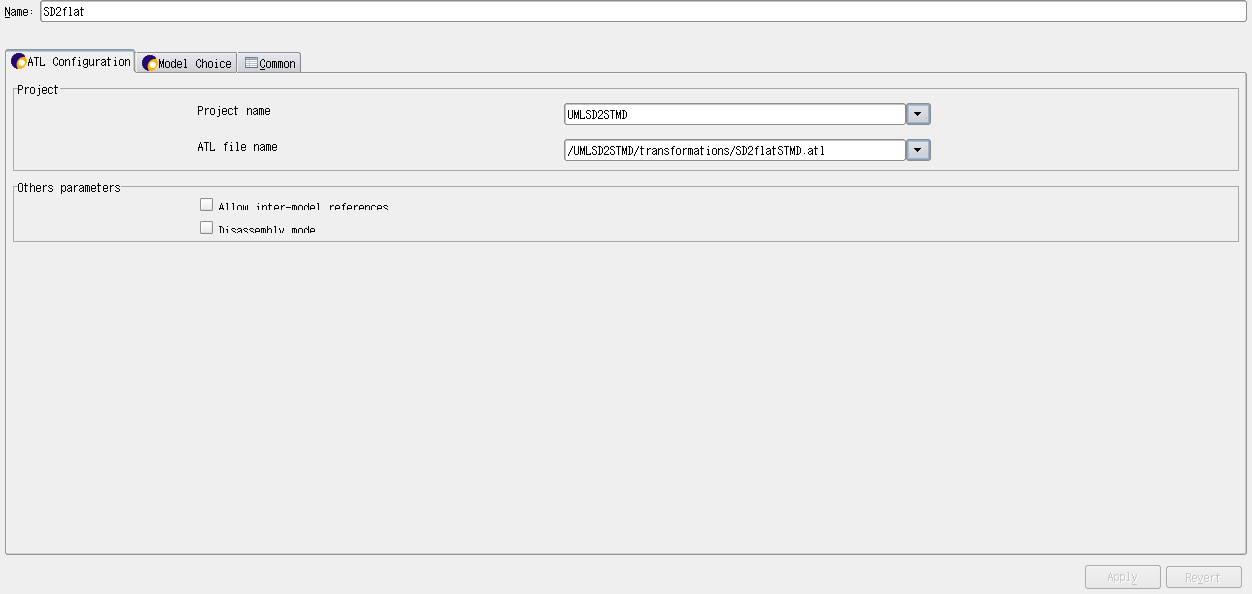 Name: SD2flat
ATL Configuration Model Choice Common
Project
Project name UMLSD2STMD
ATL file name /UMLSD2STMD/transformations/SD2flatSTMD.atl
Others parameters
Allow inter-model references
Disassembly mode
Apply Revert